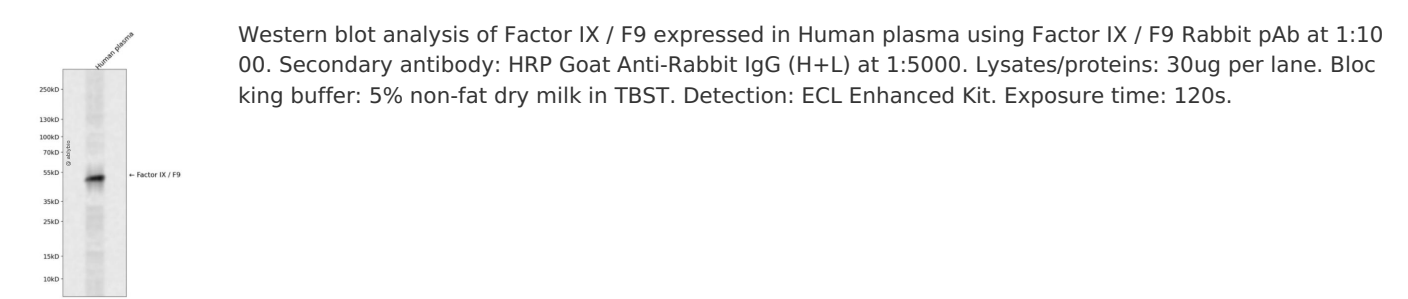 Human plasma
Western blot analysis of Factor IX / F9 expressed in Human plasma using Factor IX / F9 Rabbit pAb at 1:10
00. Secondary antibody: HRP Goat Anti-Rabbit IgG (H+L) at 1:5000. Lysates/proteins: 30ug per lane. Bloc
king buffer: 5% non-fat dry milk in TBST. Detection: ECL Enhanced Kit. Exposure time: 120s.
250kD
130kD
100kD
70kD
@ ablybio
55kD
← Factor IX / F9
35kD
25kD
15kD
10kD